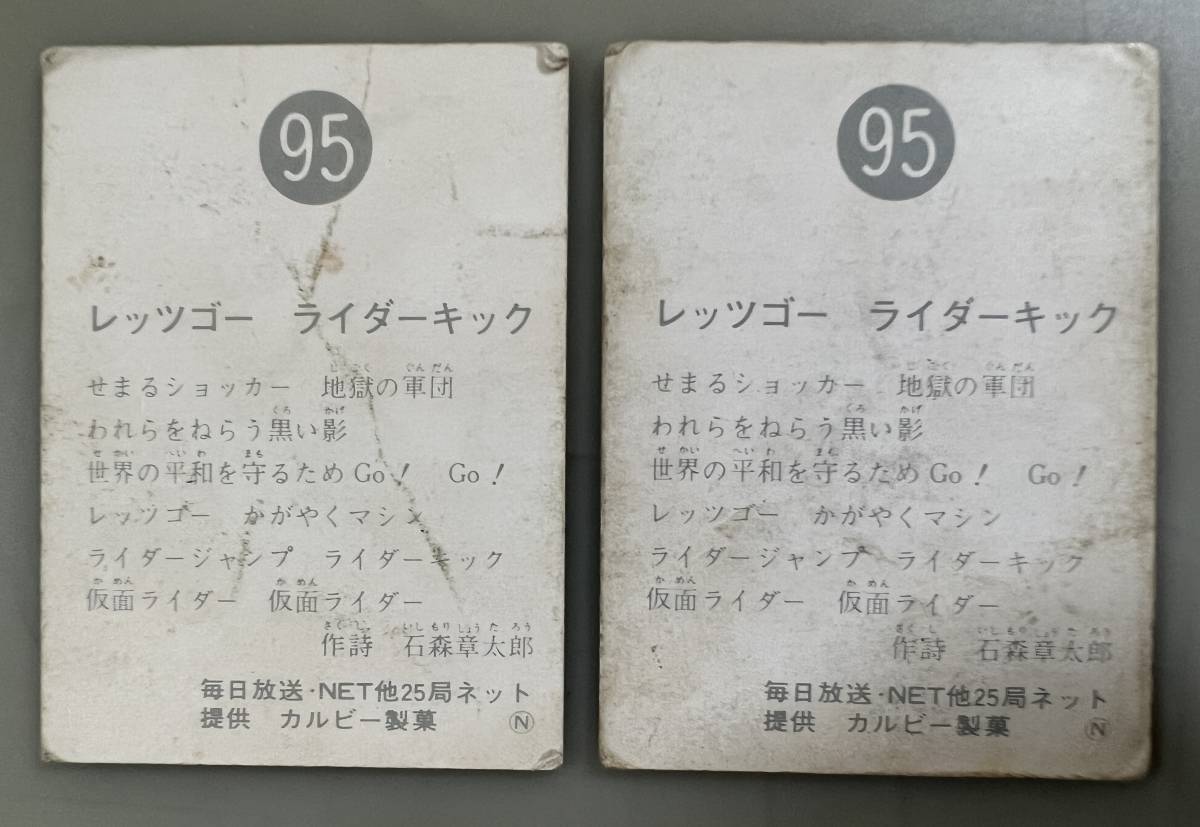 95
レッツゴー　ライダーキック
せまるショッカー　地獄の軍団
われらをねらう黒い影
世界の平和を守るためGo！　Go！
レッツゴー　かがやくマシン
ライダージャンプ　ライダーキック
仮面ライダー　仮面ライダー
作詩　石森章太郎
毎日放送・NET他25局ネット
提供　カルビー製菓　Ⓝ
95
レッツゴー　ライダーキック
せまるショッカー　地獄の軍団
われらをねらう黒い影
世界の平和を守るためGo！　Go！
レッツゴー　かがやくマシン
ライダージャンプ　ライダーキック
仮面ライダー　仮面ライダー
作詩　石森章太郎
毎日放送・NET他25局ネット
提供　カルビー製菓　Ⓝ